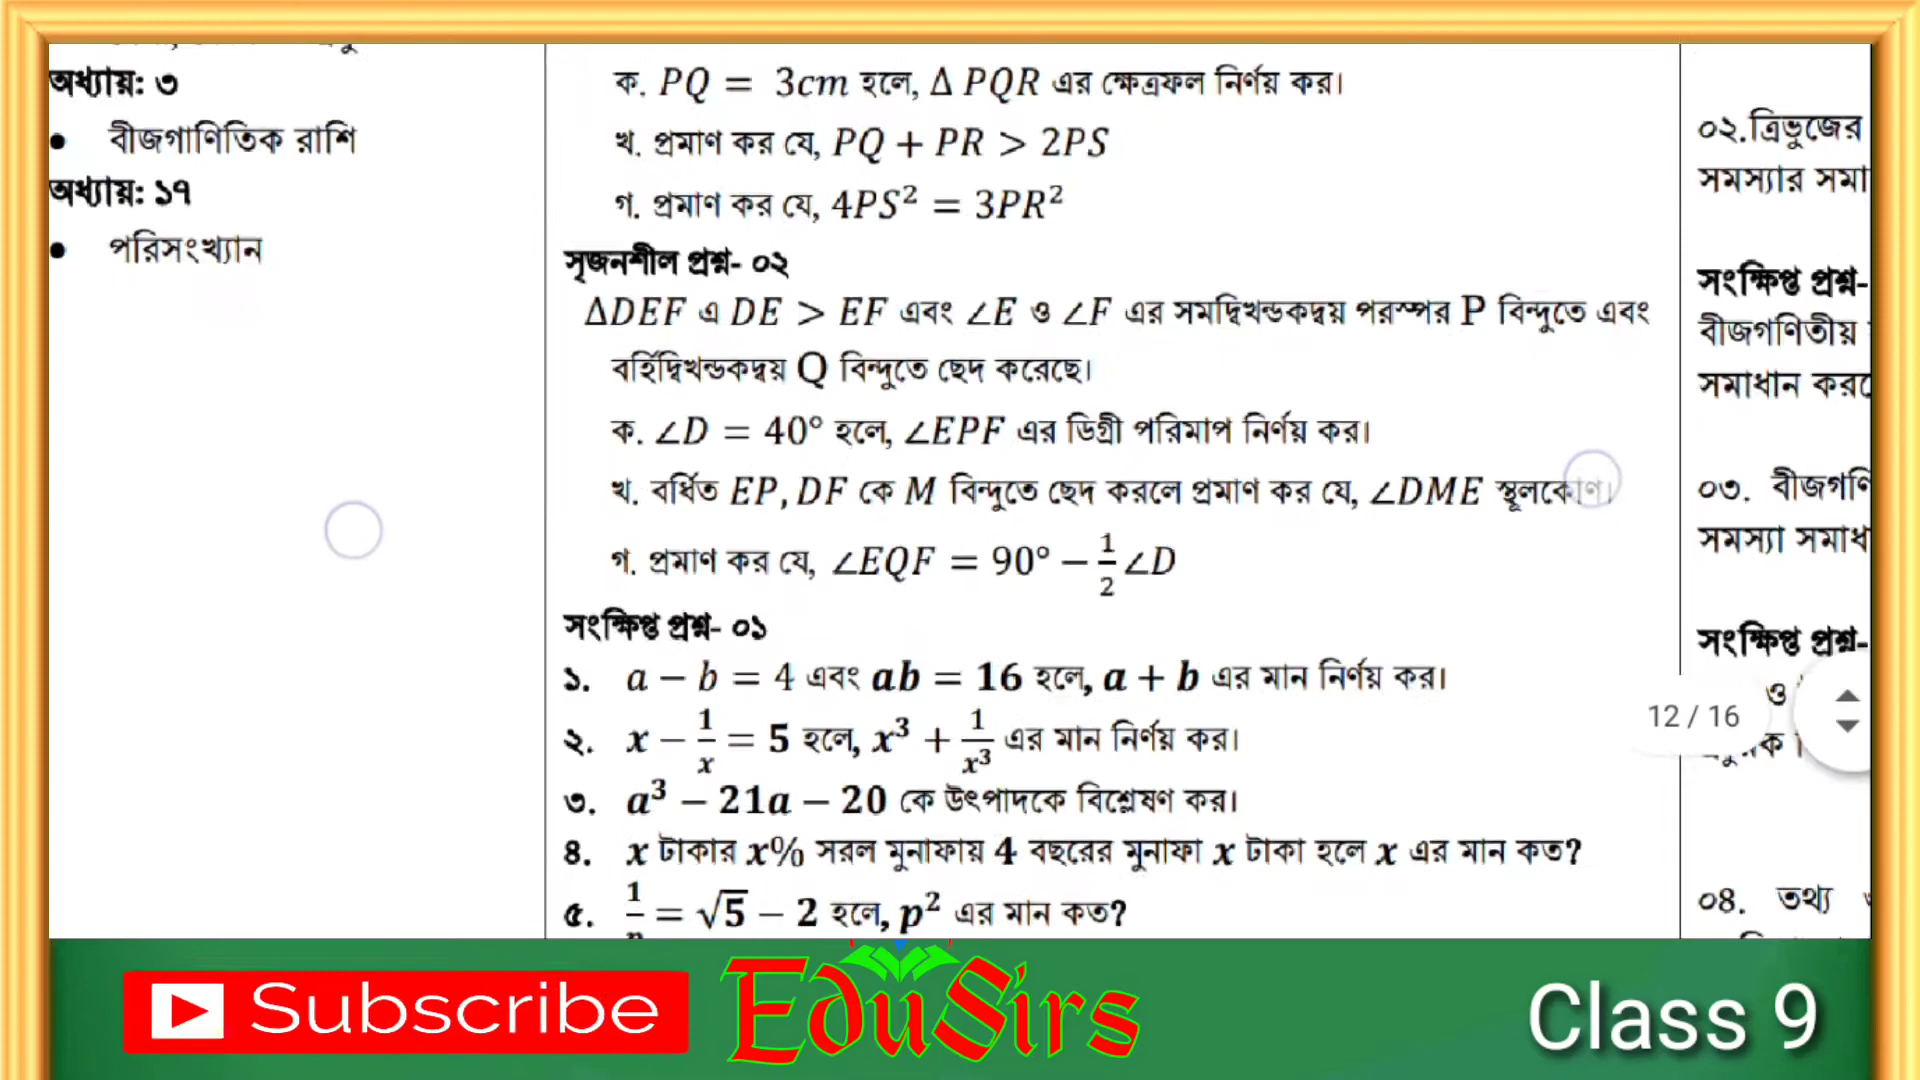 অধ্যায়: ৩
• বীজগাণিতিক রাশি
অধ্যায়: ১৭
• পরিসংখ্যান
ক. PQ = 3cm হলে, Δ PQR এর ক্ষেত্রফল নির্ণয় কর।
খ. প্রমাণ কর যে, PQ + PR > 2PS
গ. প্রমাণ কর যে, 4PS² = 3PR²
সৃজনশীল প্রশ্ন- ০২
ΔDEF এ DE > EF এবং ∠E ও ∠F এর সমদ্বিখন্ডকদ্বয় পরস্পর P বিন্দুতে এবং
বর্হিদ্বিখন্ডকদ্বয় Q বিন্দুতে ছেদ করেছে।
ক. ∠D = 40° হলে, ∠EPF এর ডিগ্রী পরিমাপ নির্ণয় কর।
খ. বর্ধিত EP, DF কে M বিন্দুতে ছেদ করলে প্রমাণ কর যে, ∠DME স্থূলকোণ।
গ. প্রমাণ কর যে, ∠EQF = 90° − 1/2 ∠D
সংক্ষিপ্ত প্রশ্ন- ০১
১. a − b = 4 এবং ab = 16 হলে, a + b এর মান নির্ণয় কর।
২. x − 1/x = 5 হলে, x³ + 1/x³ এর মান নির্ণয় কর।
৩. a³ − 21a − 20 কে উৎপাদকে বিশ্লেষণ কর।
৪. x টাকার x% সরল মুনাফায় 4 বছরের মুনাফা x টাকা হলে x এর মান কত?
৫. 1/p = √5 − 2 হলে, p² এর মান কত?
০২.ত্রিভুজের
সমস্যার সমা
সংক্ষিপ্ত প্রশ্ন-
বীজগণিতীয়
সমাধান করতে
০৩. বীজগণি
সমস্যা সমাধ
সংক্ষিপ্ত প্রশ্ন-
ও
12 / 16
০৪. তথ্য
Subscribe
EduSirs
Class 9